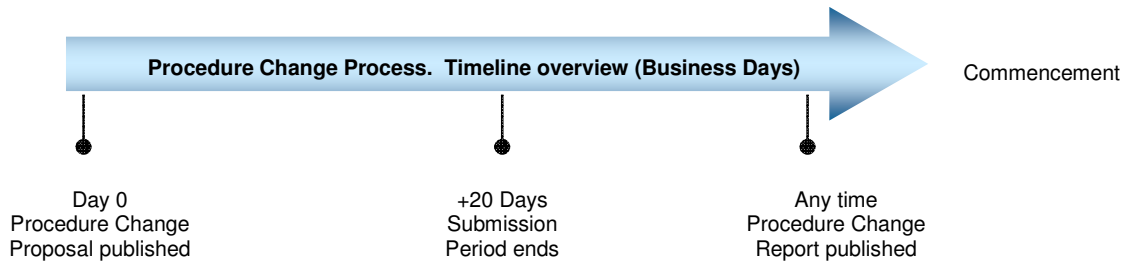 Procedure Change Process.  Timeline overview (Business Days)
Commencement
Day 0
Procedure Change
Proposal published
+20 Days
Submission
Period ends
Any time
Procedure Change
Report published